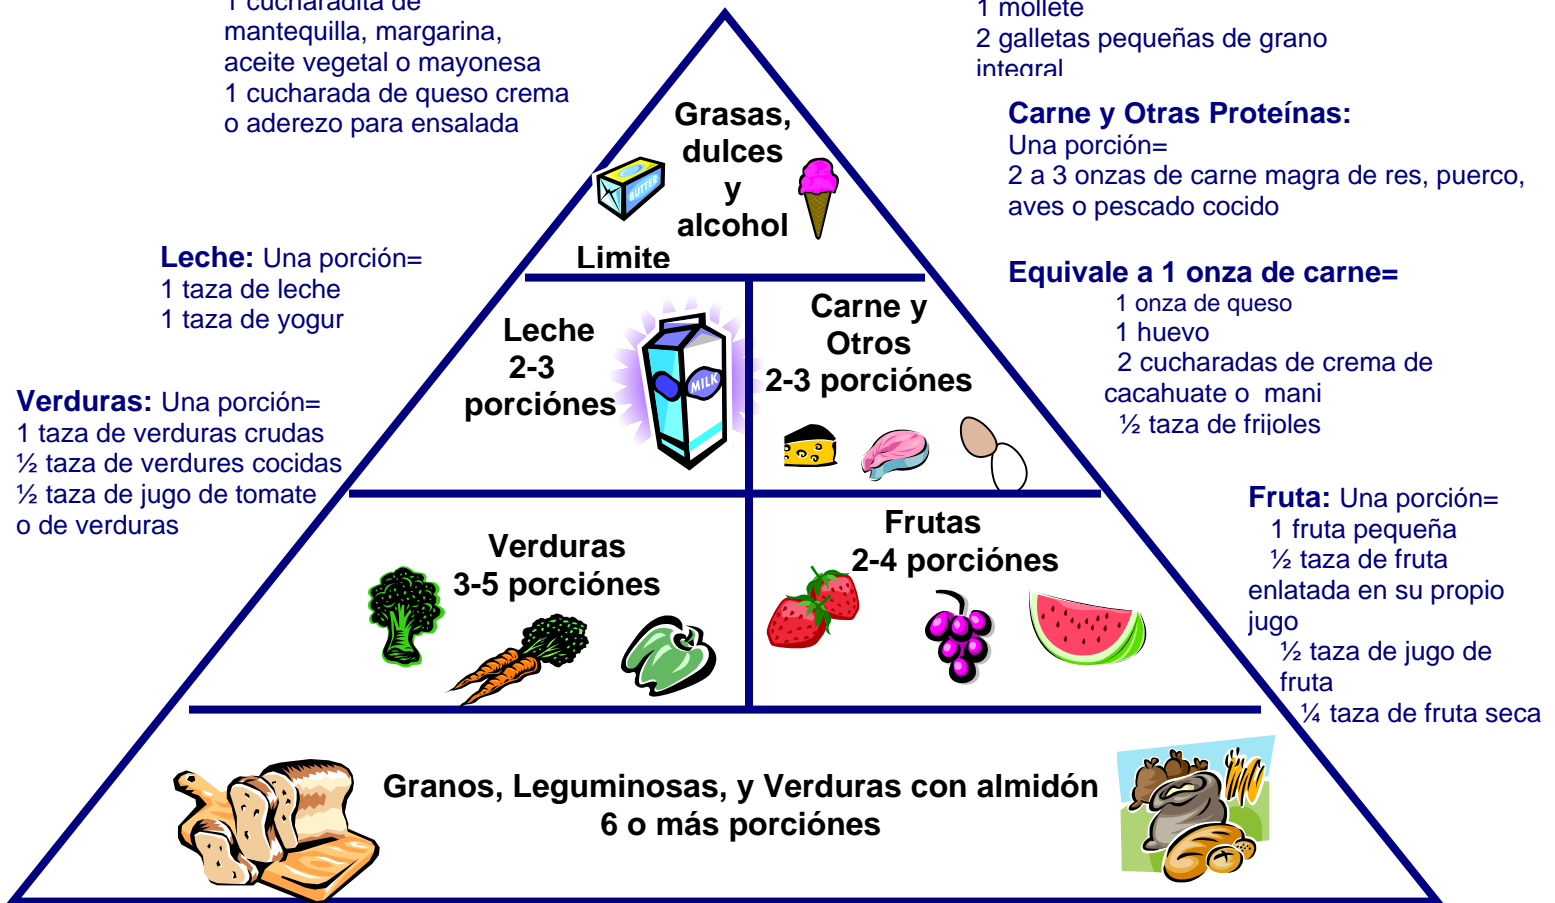 1 cucharadita de
mantequilla, margarina,
aceite vegetal o mayonesa
1 cucharada de queso crema
o aderezo para ensalada
1 mollete
2 galletas pequeñas de grano
integral
Grasas,
dulces
y
alcohol
Limite
BUTTER
Carne y Otras Proteínas:
Una porción=
2 a 3 onzas de carne magra de res, puerco,
aves o pescado cocido
Leche: Una porción=
1 taza de leche
1 taza de yogur
Equivale a 1 onza de carne=
1 onza de queso
1 huevo
2 cucharadas de crema de
cacahuate o mani
½ taza de frijoles
Leche
2-3
porciónes
MILK
Carne y
Otros
2-3 porciónes
Verduras: Una porción=
1 taza de verduras crudas
½ taza de verdures cocidas
½ taza de jugo de tomate
o de verduras
Verduras
3-5 porciónes
Frutas
2-4 porciónes
Fruta: Una porción=
1 fruta pequeña
½ taza de fruta
enlatada en su propio
jugo
½ taza de jugo de
fruta
¼ taza de fruta seca
Granos, Leguminosas, y Verduras con almidón
6 o más porciónes